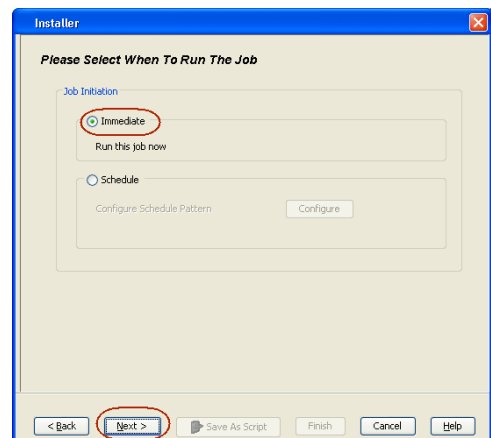 Installer
Please Select When To Run The Job
Job Initiation
Immediate
Run this job now
Schedule
Configure Schedule Pattern Configure
< Back Next > Save As Script Finish Cancel Help